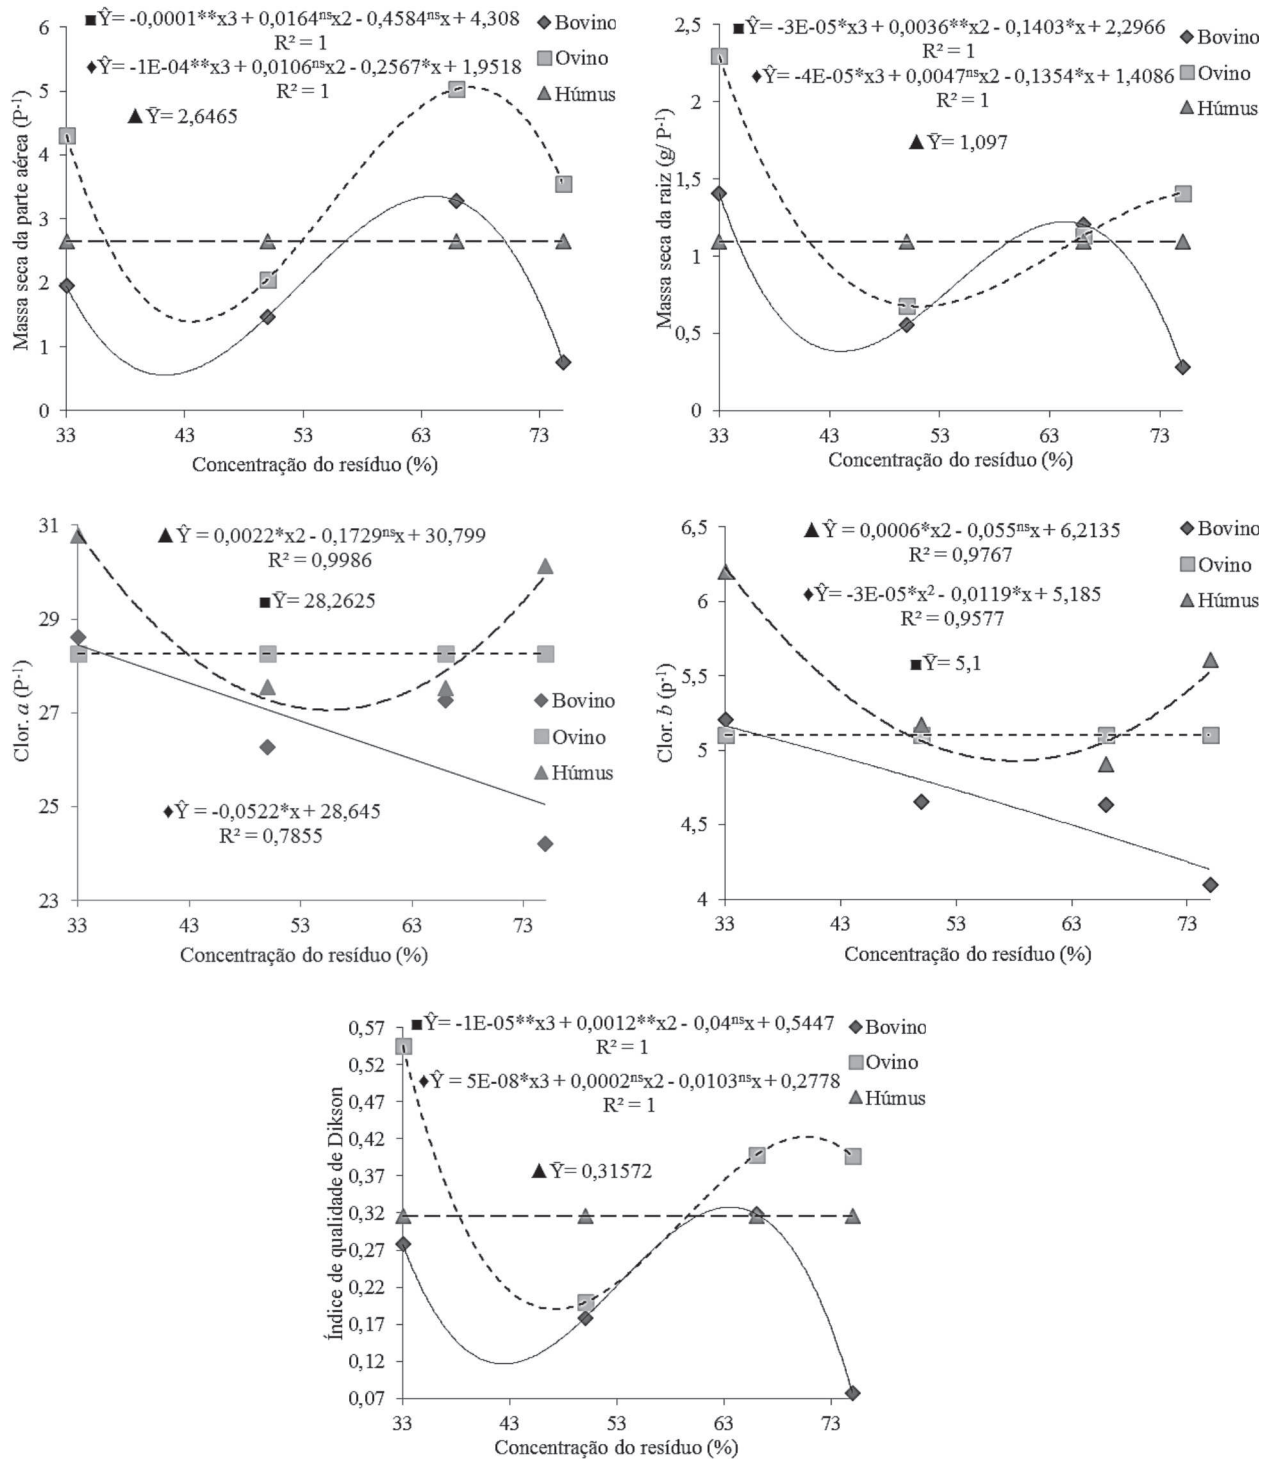 ■Ŷ= -0,0001**x3 + 0,0164ⁿˢx2 - 0,4584ⁿˢx + 4,308
R² = 1
♦Ŷ= -1E-04**x3 + 0,0106ⁿˢx2 - 0,2567*x + 1,9518
R² = 1
▲ Ȳ= 2,6465
Bovino
Ovino
Húmus
Massa seca da parte aérea (P⁻¹)
6
5
4
3
2
1
0
33 43 53 63 73
Concentração do resíduo (%)
■Ŷ= -3E-05*x3 + 0,0036**x2 - 0,1403*x + 2,2966
R² = 1
♦Ŷ= -4E-05*x3 + 0,0047ⁿˢx2 - 0,1354*x + 1,4086
R² = 1
▲ Ȳ= 1,097
Bovino
Ovino
Húmus
Massa seca da raiz (g/ P⁻¹)
2,5
2
1,5
1
0,5
0
33 43 53 63 73
Concentração do resíduo (%)
▲ Ŷ = 0,0022*x2 - 0,1729ⁿˢx + 30,799
R² = 0,9986
■ Ȳ= 28,2625
♦Ŷ = -0,0522*x + 28,645
R² = 0,7855
Bovino
Ovino
Húmus
Clor. a (P⁻¹)
31
29
27
25
23
33 43 53 63 73
Concentração do resíduo (%)
▲ Ŷ = 0,0006*x2 - 0,055ⁿˢx + 6,2135
R² = 0,9767
♦Ŷ= -3E-05*x² - 0,0119*x + 5,185
R² = 0,9577
■ Ȳ= 5,1
Bovino
Ovino
Húmus
Clor. b (p⁻¹)
6,5
6
5,5
5
4,5
4
33 43 53 63 73
Concentração do resíduo (%)
■Ŷ= -1E-05**x3 + 0,0012**x2 - 0,04ⁿˢx + 0,5447
R² = 1
♦Ŷ = 5E-08*x3 + 0,0002ⁿˢx2 - 0,0103ⁿˢx + 0,2778
R² = 1
▲ Ȳ= 0,31572
Bovino
Ovino
Húmus
Índice de qualidade de Dikson
0,57
0,52
0,47
0,42
0,37
0,32
0,27
0,22
0,17
0,12
0,07
33 43 53 63 73
Concentração do resíduo (%)